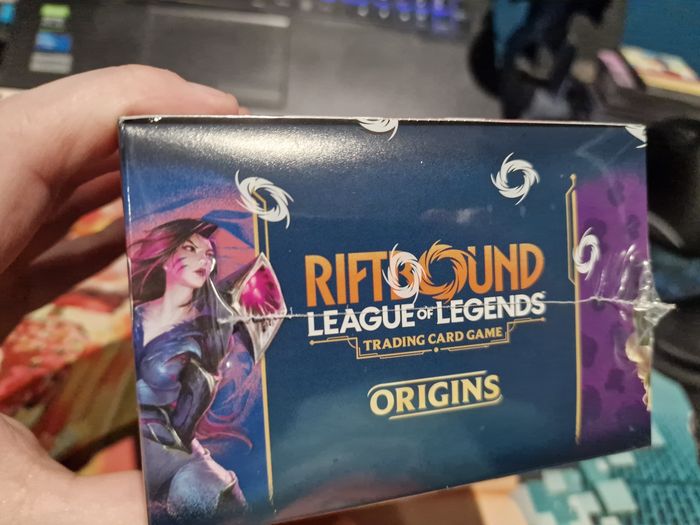 RIFTBOUND
LEAGUE OF LEGENDS
TRADING CARD GAME
ORIGINS